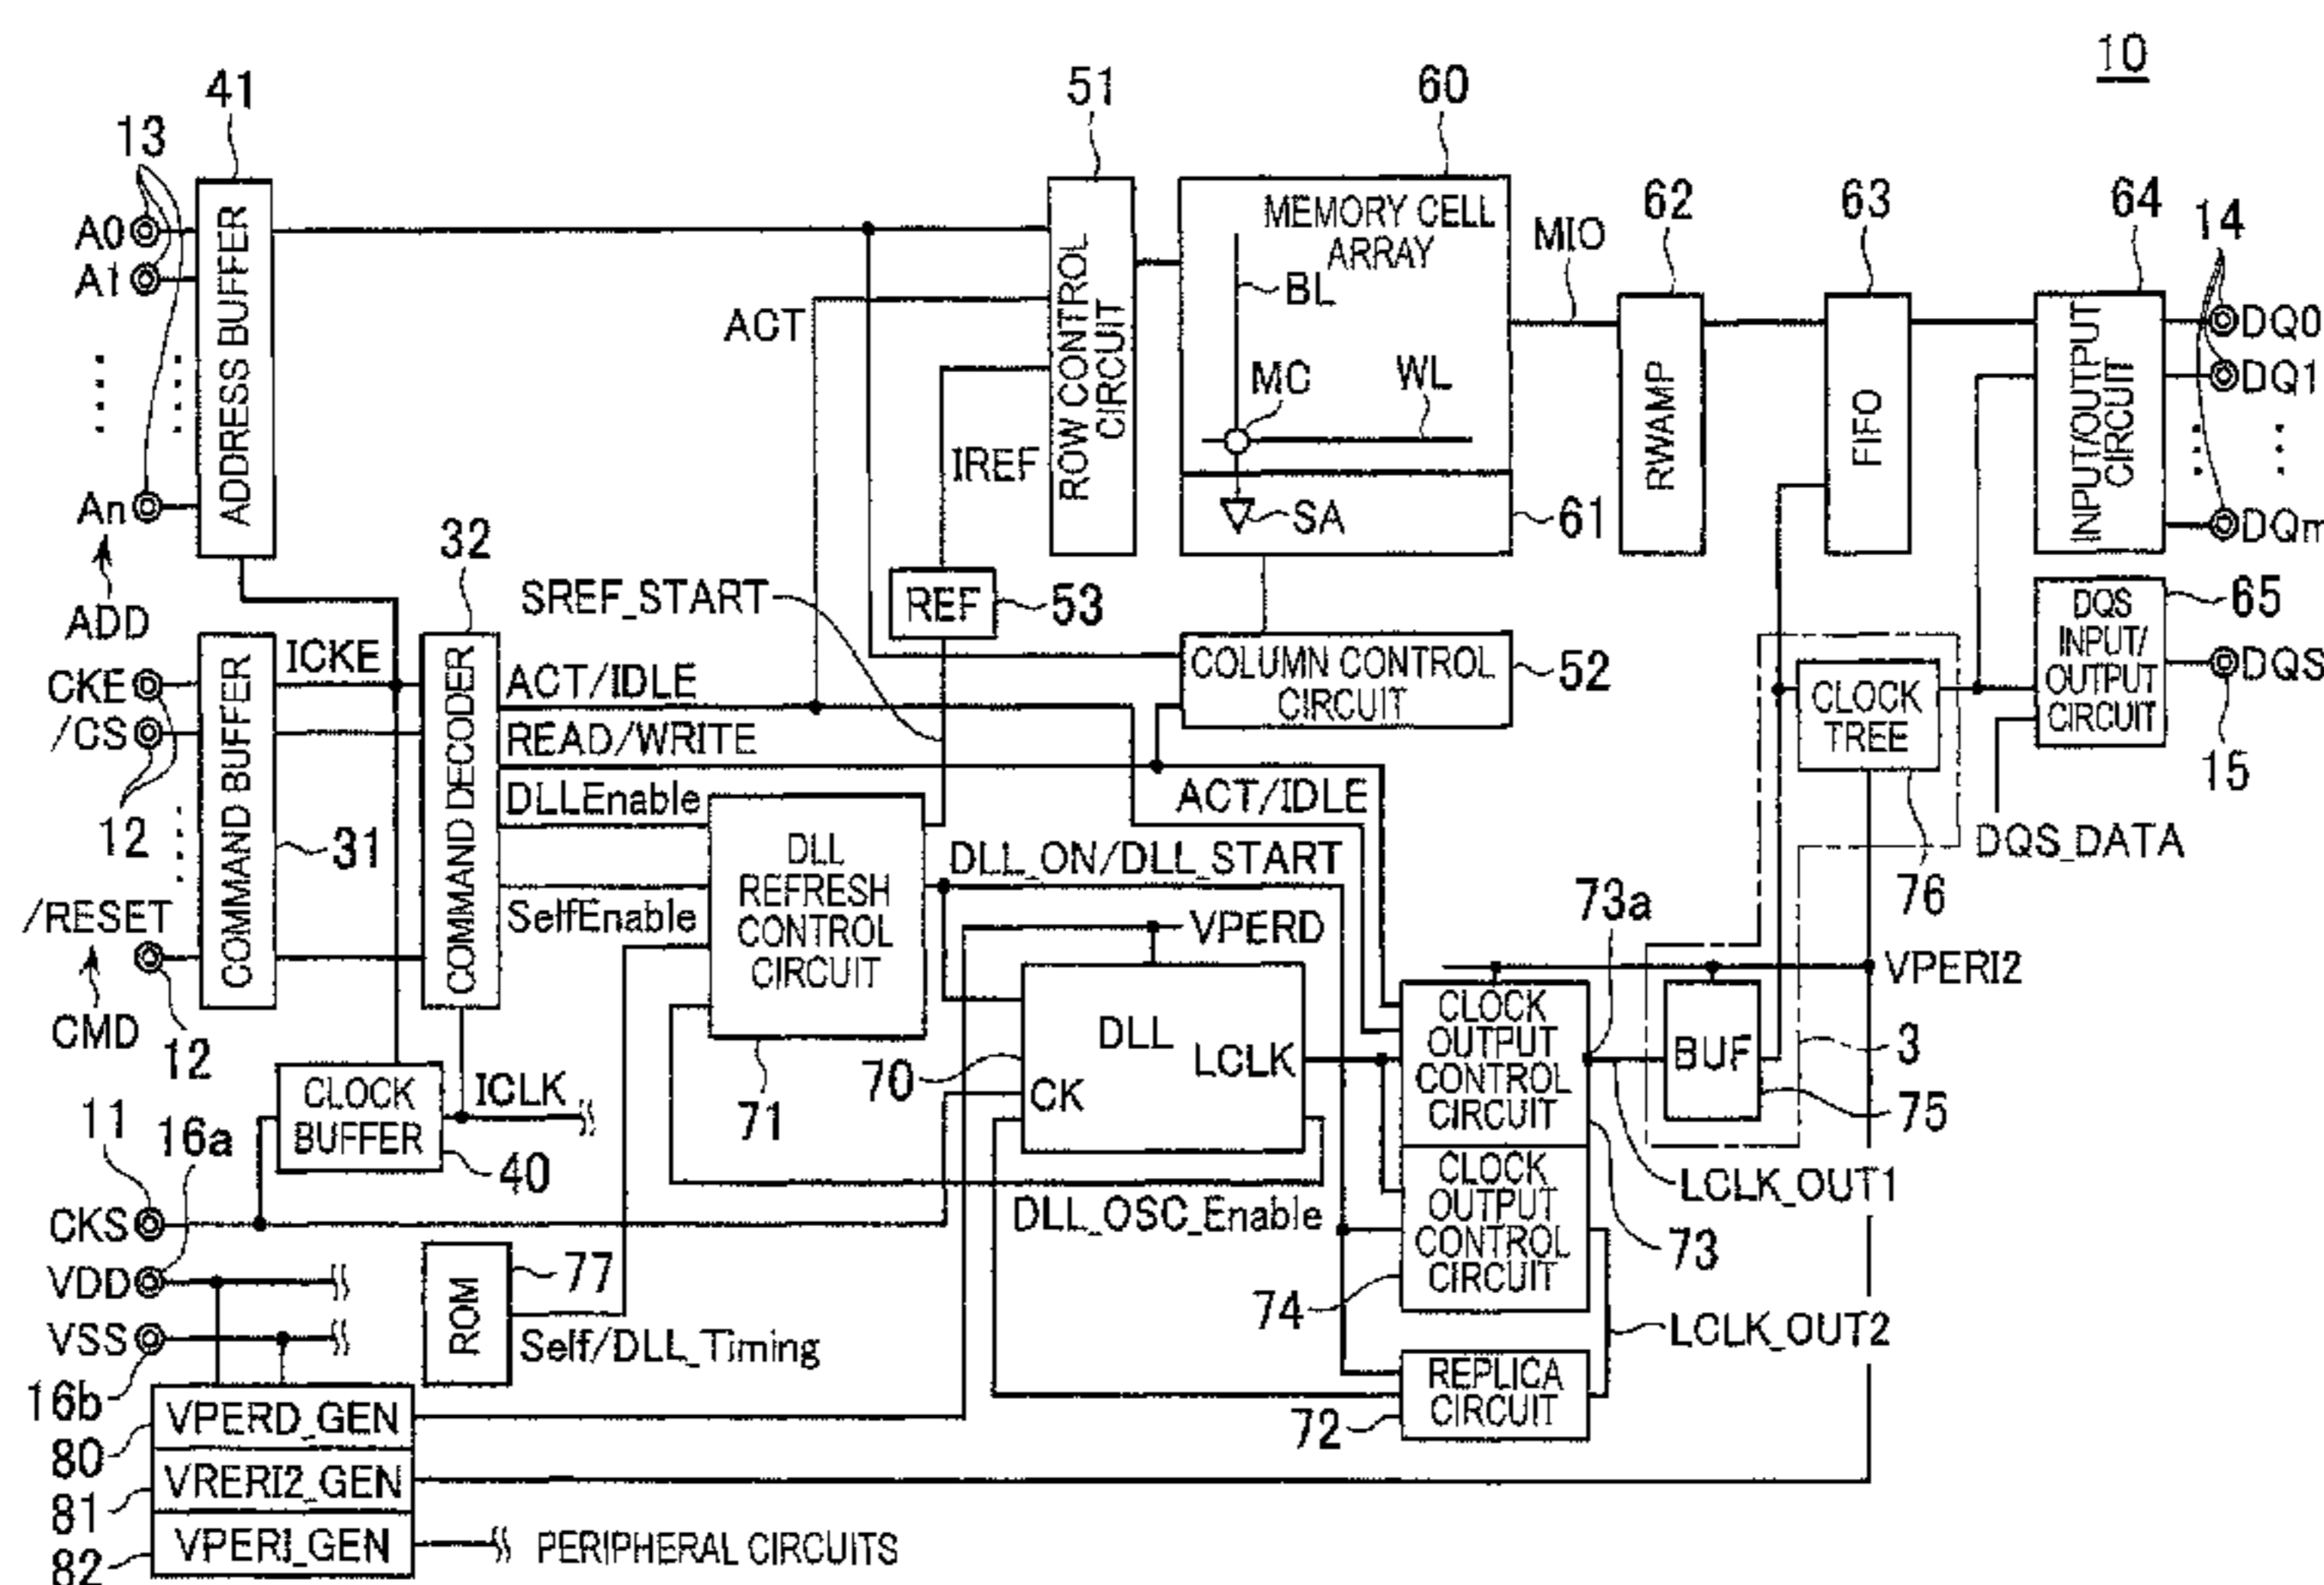 10
41
51
60
13
62
63
64
14
A0
A1
An
ADD
ADDRESS BUFFER
ACT
IREF
ROW CONTROL
CIRCUIT
MEMORY CELL
ARRAY
BL
MC
WL
SA
61
MIO
RWAMP
FIFO
INPUT/OUTPUT
CIRCUIT
DQ0
DQ1
DQm
32
SREF_START
REF
53
65
DQS
INPUT/
OUTPUT
CIRCUIT
DQS
15
CKE
/CS
12
/RESET
CMD
12
COMMAND BUFFER
31
ICKE
COMMAND DECODER
ACT/IDLE
READ/WRITE
DLLEnable
SelfEnable
COLUMN CONTROL
CIRCUIT
52
ACT/IDLE
CLOCK
TREE
76
DQS_DATA
DLL
REFRESH
CONTROL
CIRCUIT
71
DLL_ON/DLL_START
VPERD
73a
VPERI2
DLL
LCLK
CK
70
CLOCK
OUTPUT
CONTROL
CIRCUIT
73
BUF
75
3
LCLK_OUT1
CLOCK
BUFFER
40
ICLK
11
16a
CKS
VDD
VSS
16b
DLL_OSC_Enable
CLOCK
OUTPUT
CONTROL
CIRCUIT
74
ROM
77
Self/DLL_Timing
LCLK_OUT2
REPLICA
CIRCUIT
72
VPERD_GEN
80
VRERI2_GEN
81
VPERI_GEN
82
PERIPHERAL CIRCUITS